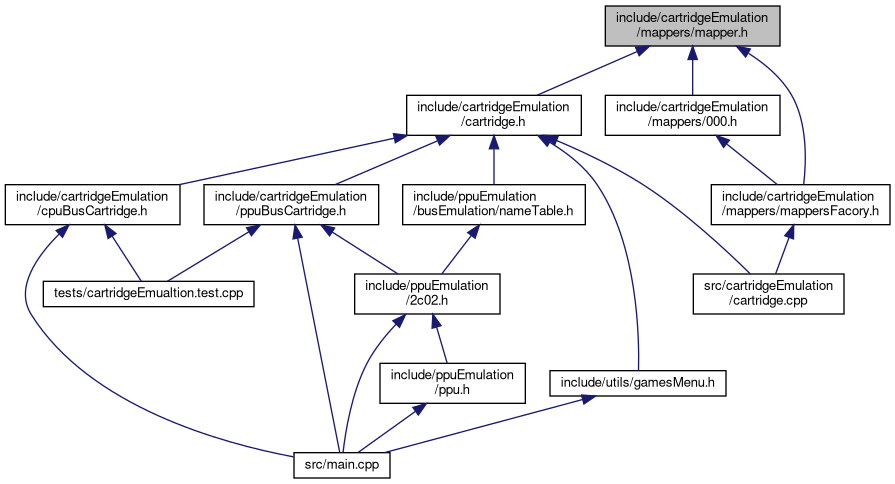 include/cartridgeEmulation
/mappers/mapper.h
include/cartridgeEmulation
/cartridge.h
include/cartridgeEmulation
/mappers/000.h
include/cartridgeEmulation
/cpuBusCartridge.h
include/cartridgeEmulation
/ppuBusCartridge.h
include/ppuEmulation
/busEmulation/nameTable.h
include/cartridgeEmulation
/mappers/mappersFacory.h
tests/cartridgeEmualtion.test.cpp
include/ppuEmulation
/2c02.h
src/cartridgeEmulation
/cartridge.cpp
include/ppuEmulation
/ppu.h
include/utils/gamesMenu.h
src/main.cpp